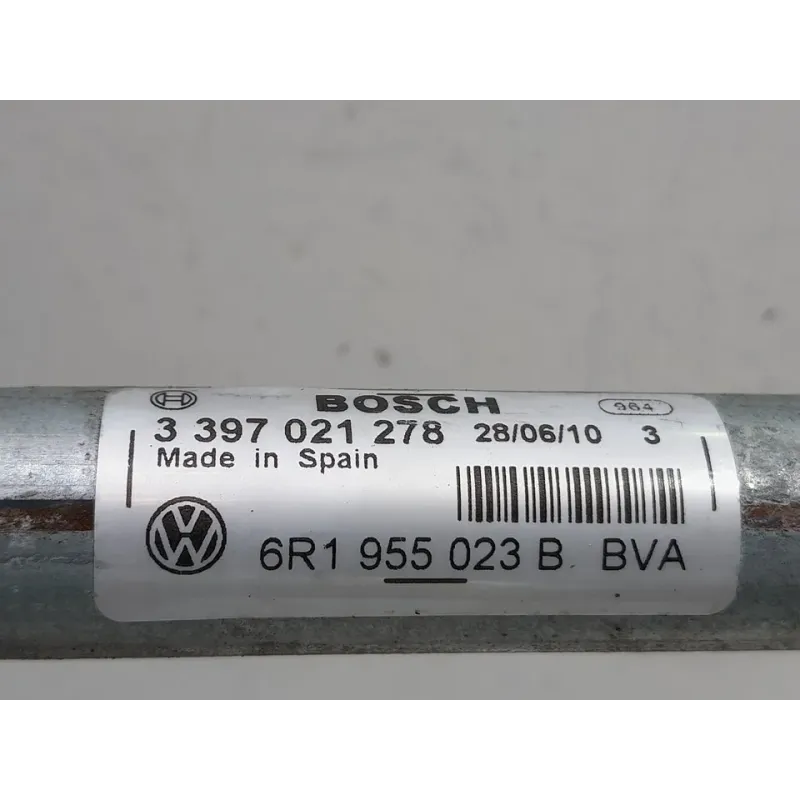 BOSCH 964
3 397 021 278 28/06/10 3
Made in Spain
6R1 955 023 B BVA